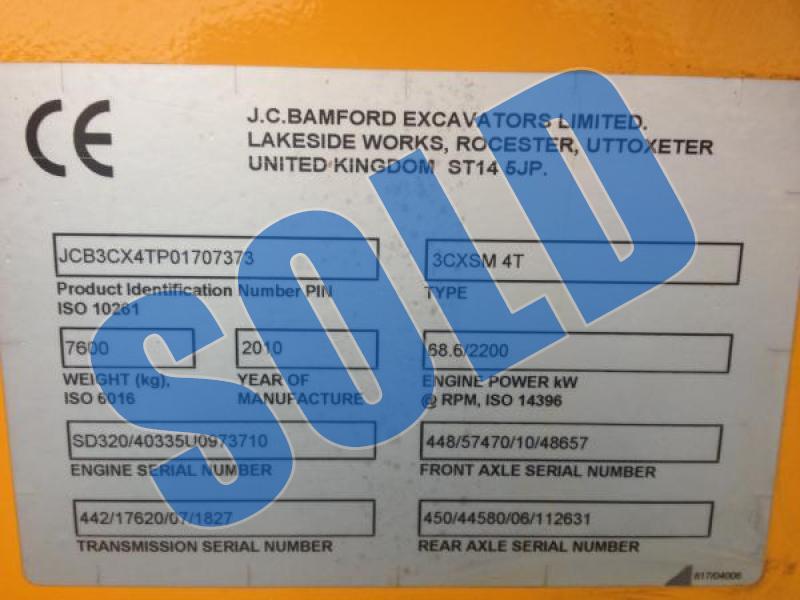 CE
J.C.BAMFORD EXCAVATORS LIMITED.
LAKESIDE WORKS, ROCESTER, UTTOXETER
UNITED KINGDOM ST14 5JP.
JCB3CX4TP01707373 3CXSM 4T
Product Identification Number PIN TYPE
ISO 10261
7600 2010 68.6/2200
WEIGHT (kg), YEAR OF ENGINE POWER kW
ISO 6016 MANUFACTURE @ RPM, ISO 14396
SD320/40335U0973710 448/57470/10/48657
ENGINE SERIAL NUMBER FRONT AXLE SERIAL NUMBER
442/17620/07/1827 450/44580/06/112631
TRANSMISSION SERIAL NUMBER REAR AXLE SERIAL NUMBER
817/04006
SOLD